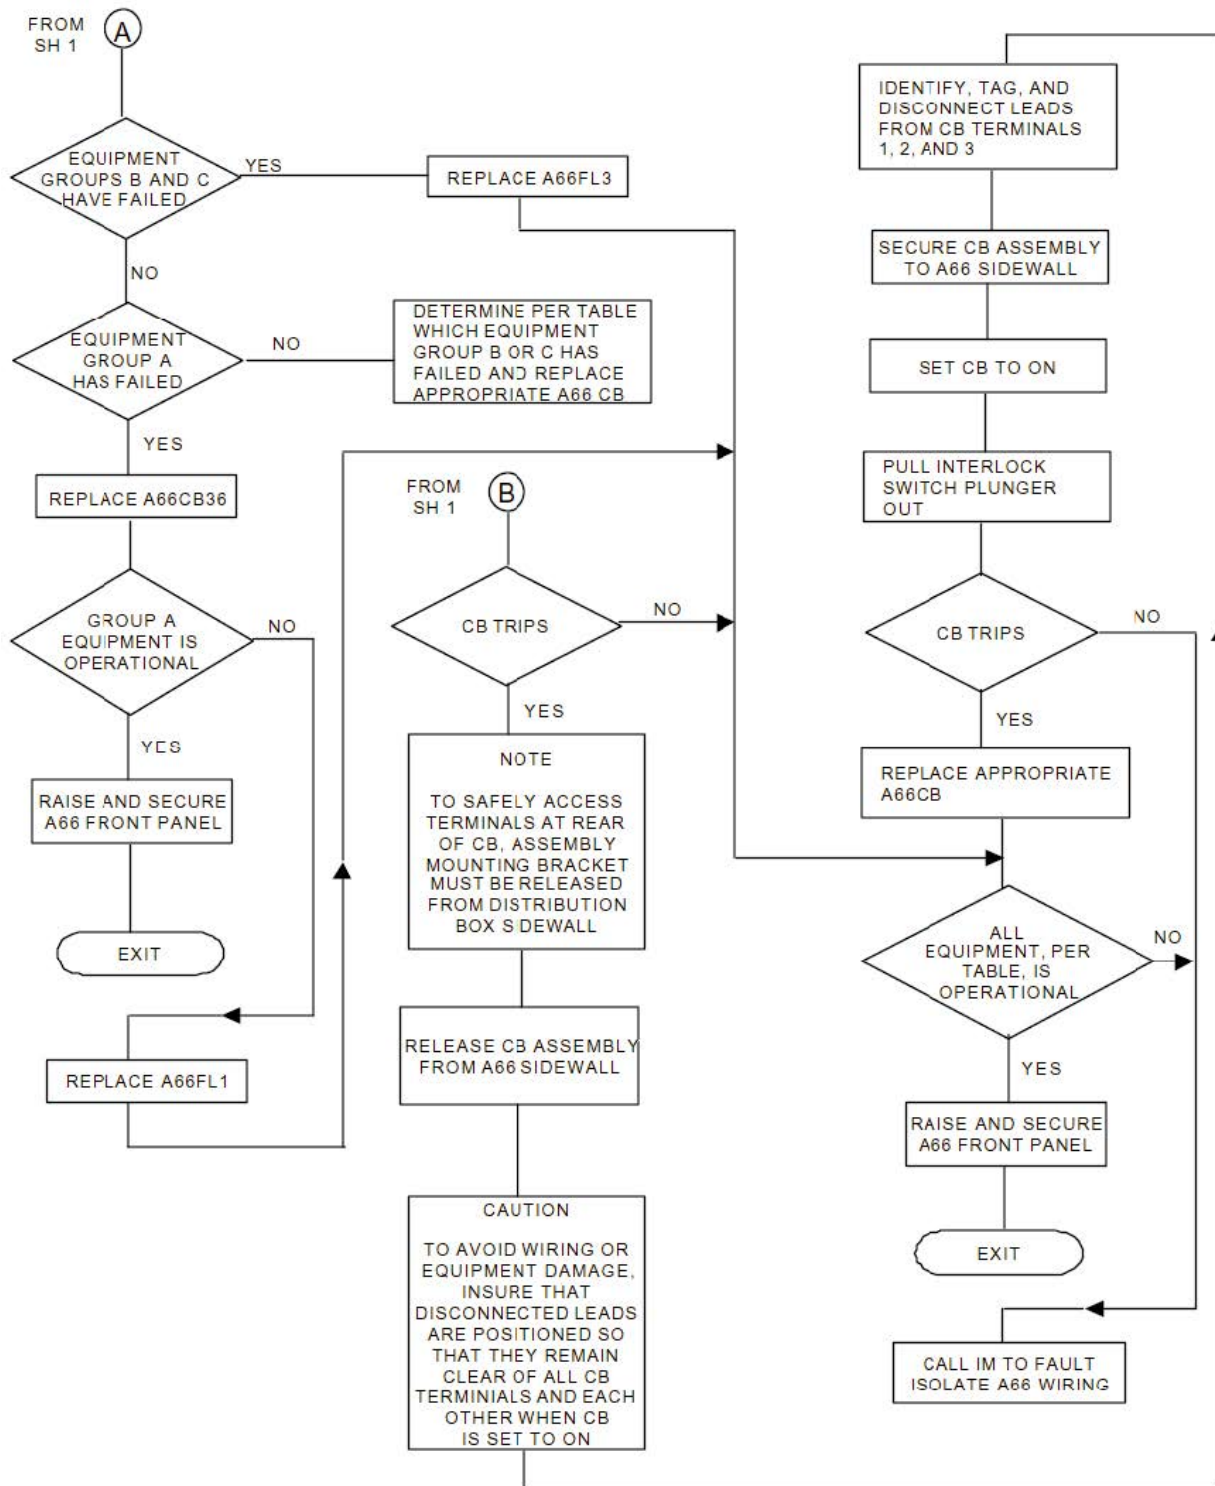 FROM
SH 1
A
EQUIPMENT
GROUPS B AND C
HAVE FAILED
YES
REPLACE A66FL3
NO
EQUIPMENT
GROUP A
HAS FAILED
NO
DETERMINE PER TABLE
WHICH EQUIPMENT
GROUP B OR C HAS
FAILED AND REPLACE
APPROPRIATE A66 CB
YES
REPLACE A66CB36
GROUP A
EQUIPMENT IS
OPERATIONAL
NO
YES
RAISE AND SECURE
A66 FRONT PANEL
EXIT
REPLACE A66FL1
FROM
SH 1
B
CB TRIPS
NO
YES
NOTE
TO SAFELY ACCESS
TERMINALS AT REAR
OF CB, ASSEMBLY
MOUNTING BRACKET
MUST BE RELEASED
FROM DISTRIBUTION
BOX SIDEWALL
RELEASE CB ASSEMBLY
FROM A66 SIDEWALL
CAUTION
TO AVOID WIRING OR
EQUIPMENT DAMAGE,
INSURE THAT
DISCONNECTED LEADS
ARE POSITIONED SO
THAT THEY REMAIN
CLEAR OF ALL CB
TERMINIALS AND EACH
OTHER WHEN CB
IS SET TO ON
IDENTIFY, TAG, AND
DISCONNECT LEADS
FROM CB TERMINALS
1, 2, AND 3
SECURE CB ASSEMBLY
TO A66 SIDEWALL
SET CB TO ON
PULL INTERLOCK
SWITCH PLUNGER
OUT
CB TRIPS
NO
YES
REPLACE APPROPRIATE
A66CB
ALL
EQUIPMENT, PER
TABLE, IS
OPERATIONAL
NO
YES
RAISE AND SECURE
A66 FRONT PANEL
EXIT
CALL IM TO FAULT
ISOLATE A66 WIRING